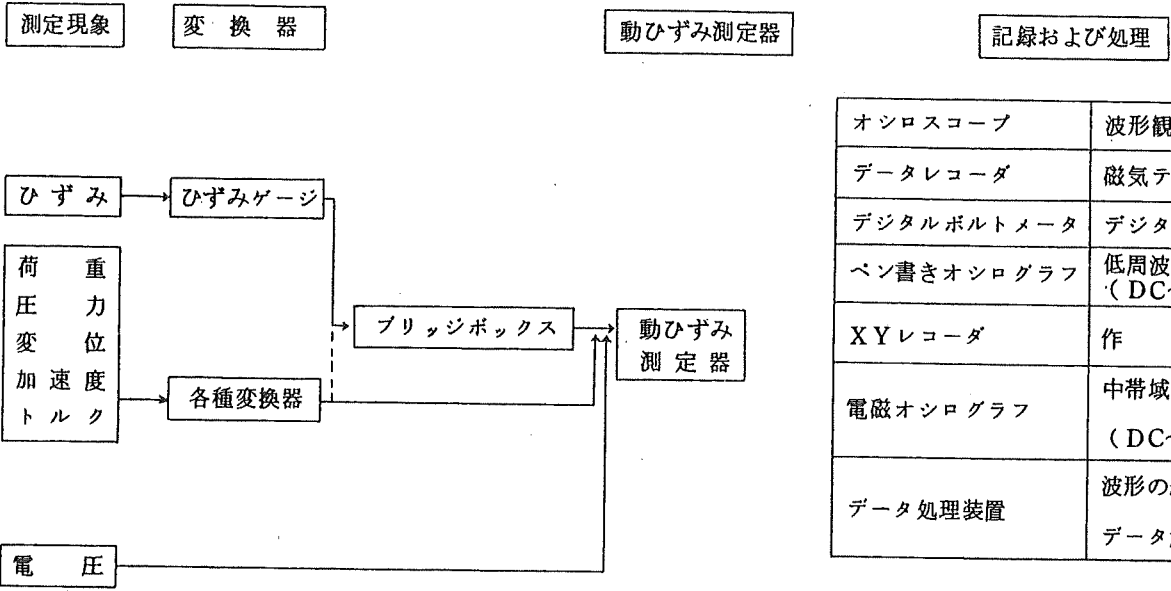 測定現象
変換器
動ひずみ測定器
記録および処理
ひずみ
ひずみゲージ
荷重
圧力
変位
加速度
トルク
各種変換器
ブリッジボックス
動ひずみ
測定器
電圧
オシロスコープ 波形観
データレコーダ 磁気テ
デジタルボルトメータ デジタ
ペン書きオシログラフ 低周波
(DC~
XYレコーダ 作
電磁オシログラフ 中帯域
(DC~
データ処理装置 波形の
データ